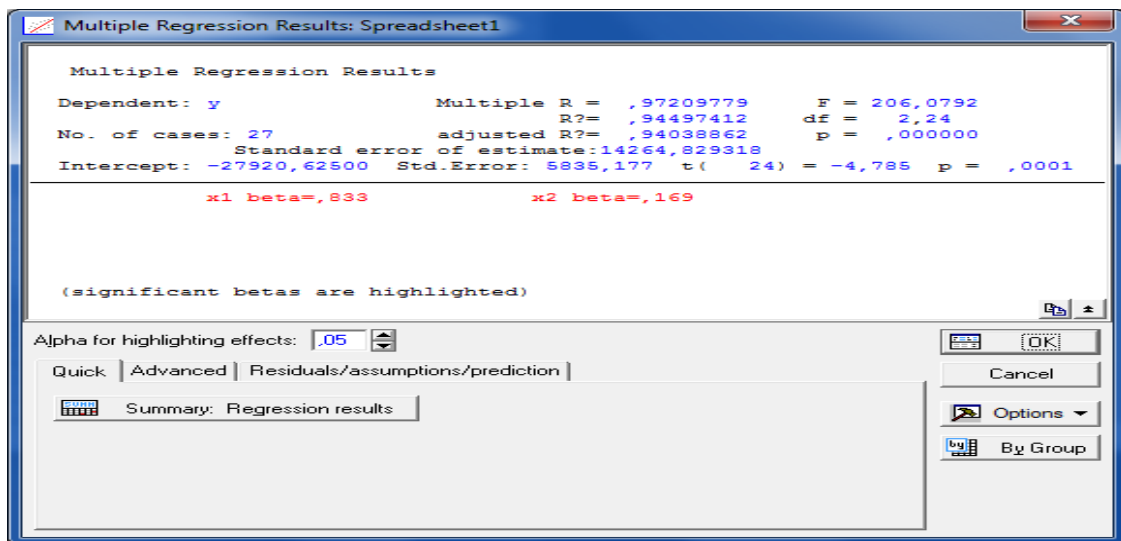 Multiple Regression Results: Spreadsheet1
Multiple Regression Results
Dependent: y Multiple R = ,97209779 F = 206,0792
R?= ,94497412 df = 2,24
No. of cases: 27 adjusted R?= ,94038862 p = ,000000
Standard error of estimate:14264,829318
Intercept: -27920,62500 Std.Error: 5835,177 t( 24) = -4,785 p = ,0001
x1 beta=,833 x2 beta=,169
(significant betas are highlighted)
Alpha for highlighting effects: ,05
OK
Quick Advanced Residuals/assumptions/prediction
Cancel
SUMM Summary: Regression results
Options
by By Group